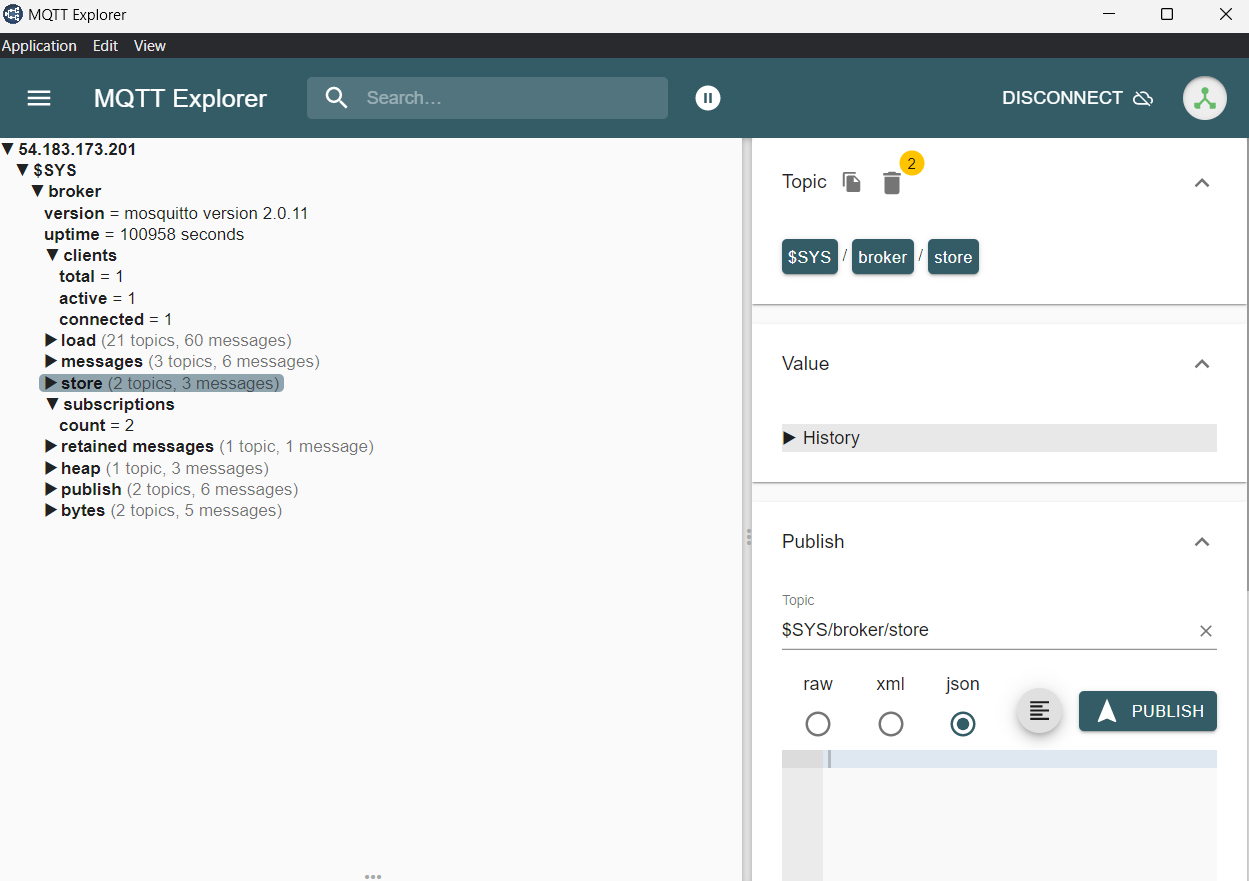 MQTT Explorer
Application Edit View
MQTT Explorer
Search...
DISCONNECT
54.183.173.201
$SYS
broker
version = mosquitto version 2.0.11
uptime = 100958 seconds
clients
total = 1
active = 1
connected = 1
load (21 topics, 60 messages)
messages (3 topics, 6 messages)
store (2 topics, 3 messages)
subscriptions
count = 2
retained messages (1 topic, 1 message)
heap (1 topic, 3 messages)
publish (2 topics, 6 messages)
bytes (2 topics, 5 messages)
Topic 2
$SYS / broker / store
Value
History
Publish
Topic
$SYS/broker/store
raw xml json
PUBLISH